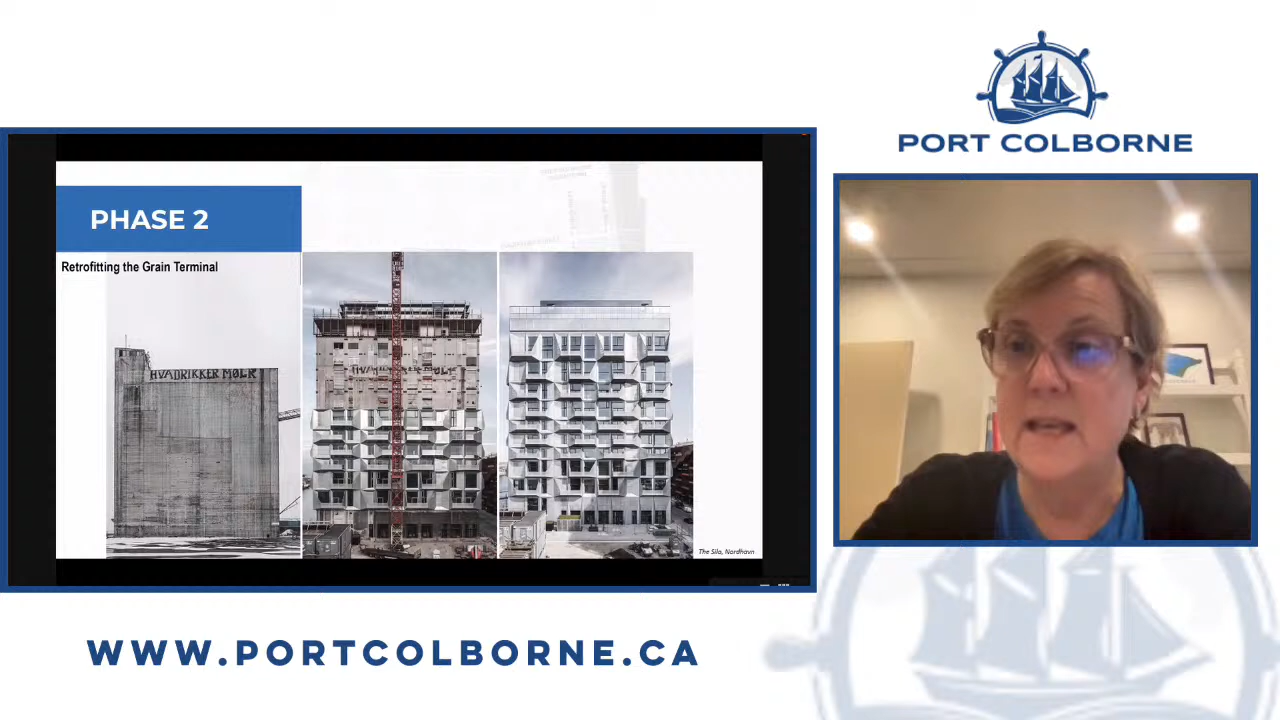 PORT COLBORNE
PHASE 2
Retrofitting the Grain Terminal
HVADRIKKER MØLR
The Silo, Nordhavn
WWW.PORTCOLBORNE.CA